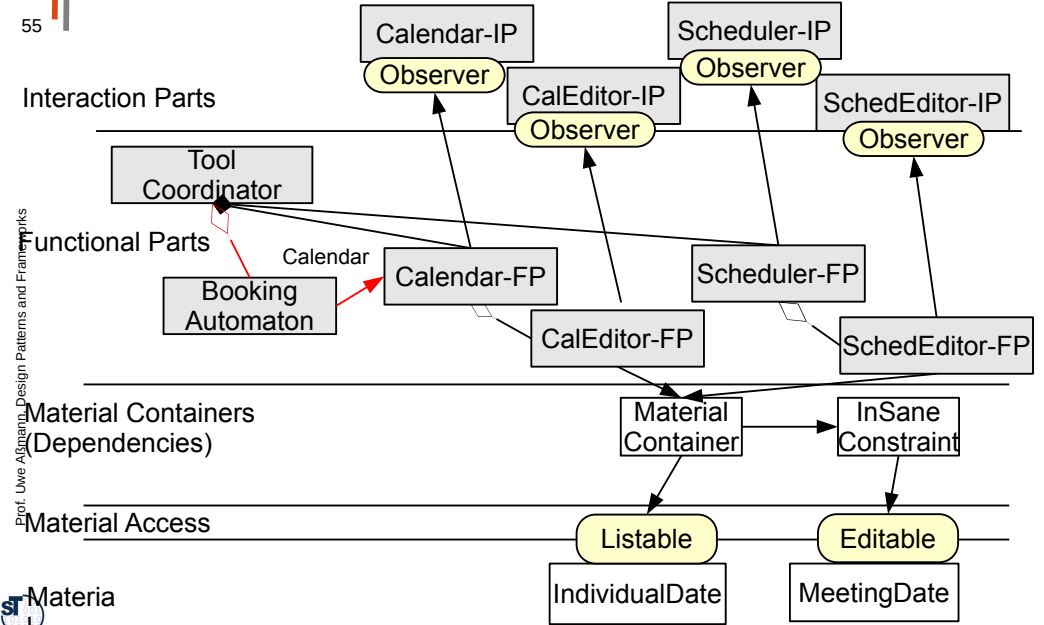 55
Calendar-IP
Observer
Scheduler-IP
Observer
Interaction Parts
CalEditor-IP
Observer
SchedEditor-IP
Observer
Tool
Coordinator
Functional Parts
Calendar
Calendar-FP
Scheduler-FP
Booking
Automaton
CalEditor-FP
SchedEditor-FP
Prof. Uwe Aßmann, Design Patterns and Frameworks
Material Containers
(Dependencies)
Material
Container
InSane
Constraint
Material Access
Listable
Editable
IndividualDate
MeetingDate
Materia
l
ST